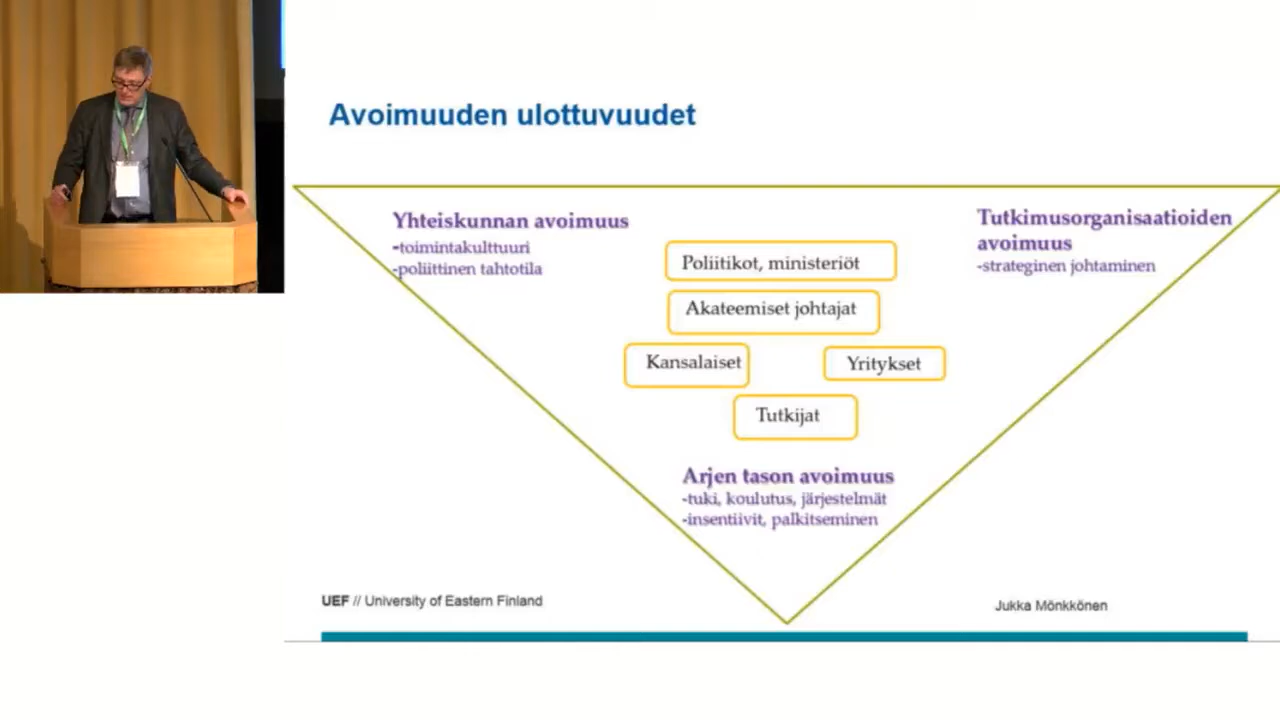 Avoimuuden ulottuvuudet
Yhteiskunnan avoimuus
-toimintakulttuuri
-poliittinen tahtotila
Tutkimusorganisaatioiden
avoimuus
-strateginen johtaminen
Poliitikot, ministeriöt
Akateemiset johtajat
Kansalaiset
Yritykset
Tutkijat
Arjen tason avoimuus
-tuki, koulutus, järjestelmät
-insentiivit, palkitseminen
UEF // University of Eastern Finland
Jukka Mönkkönen